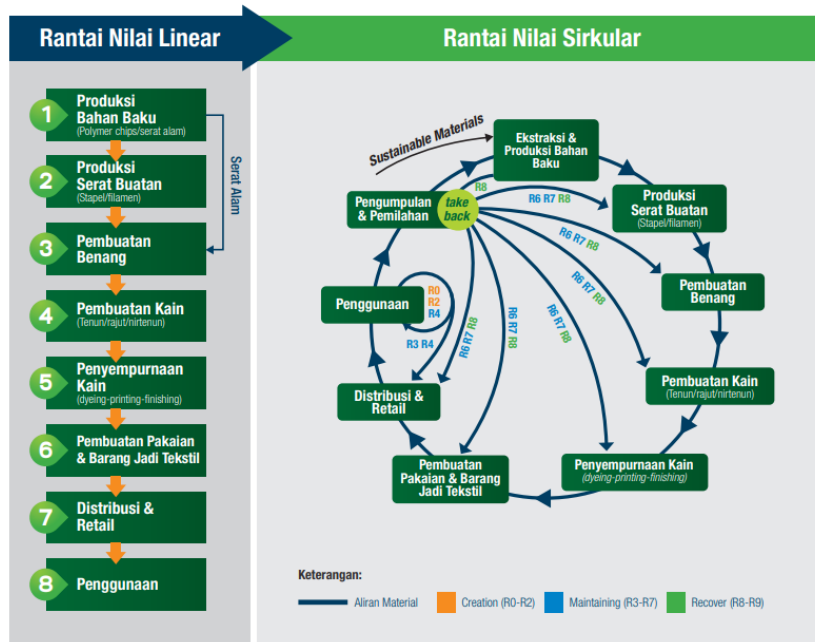 Rantai Nilai Linear
Rantai Nilai Sirkular
1
Produksi
Bahan Baku
(Polymer chips/serat alam)
2
Produksi
Serat Buatan
(Stapel/filamen)
Serat Alam
3
Pembuatan
Benang
4
Pembuatan Kain
(Tenun/rajut/nirtenun)
5
Penyempurnaan
Kain
(dyeing-printing-finishing)
6
Pembuatan Pakaian
& Barang Jadi Tekstil
7
Distribusi &
Retail
8
Penggunaan
Sustainable Materials
Ekstraksi &
Produksi Bahan
Baku
Produksi
Serat Buatan
(Stapel/filamen)
Pembuatan
Benang
Pembuatan Kain
(Tenun/rajut/nirtenun)
Penyempurnaan Kain
(dyeing-printing-finishing)
Pembuatan
Pakaian & Barang
Jadi Tekstil
Distribusi &
Retail
Penggunaan
Pengumpulan
& Pemilahan
take
back
R8
R6 R7 R8
R6 R7 R8
R6 R7 R8
R6 R7 R8
R6 R7 R8
R6 R7 R8
R0
R2
R4
R3 R4
Keterangan:
Aliran Material
Creation (R0-R2)
Maintaining (R3-R7)
Recover (R8-R9)